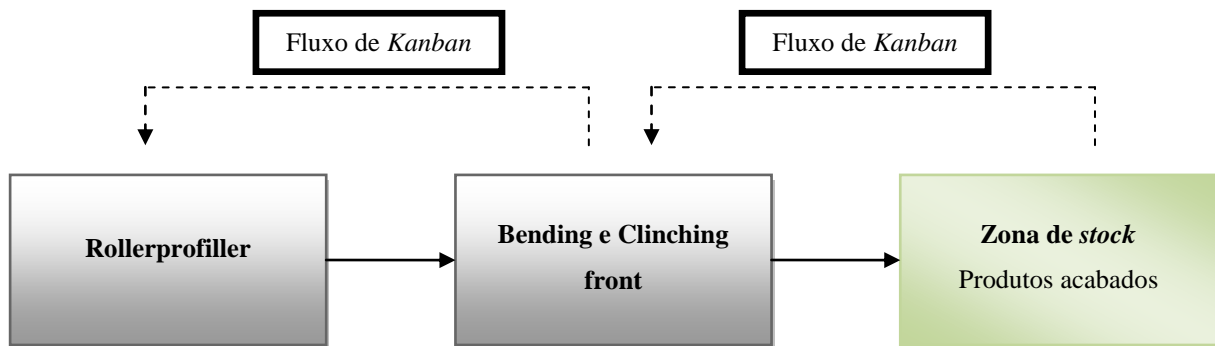 Fluxo de Kanban
Fluxo de Kanban
Rollerprofiller
Bending e Clinching
front
Zona de stock
Produtos acabados